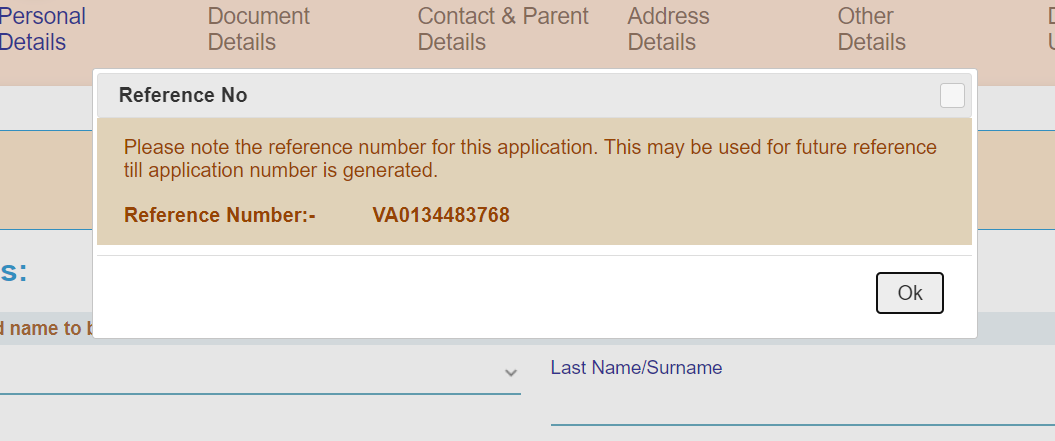 Personal Document Contact & Parent Address Other
Details Details Details Details Details
Reference No
Please note the reference number for this application. This may be used for future reference
till application number is generated.
Reference Number:- VA0134483768
Ok
s:
name to
Last Name/Surname